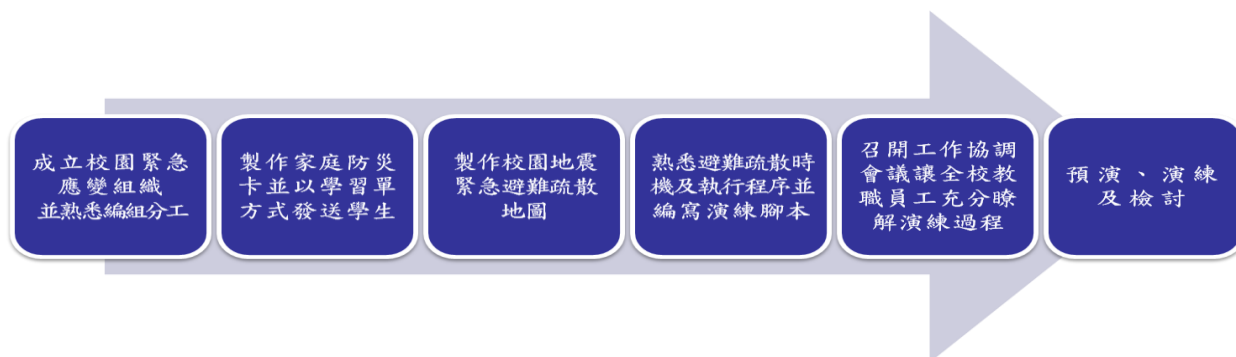 成立校園緊急
應變組織
並熟悉編組分工
製作家庭防災
卡並以學習單
方式發送學生
製作校園地震
緊急避難疏散
地圖
熟悉避難疏散時
機及執行程序並
編寫演練腳本
召開工作協調
會議讓全校教
職員工充分瞭
解演練過程
預演、演練
及檢討